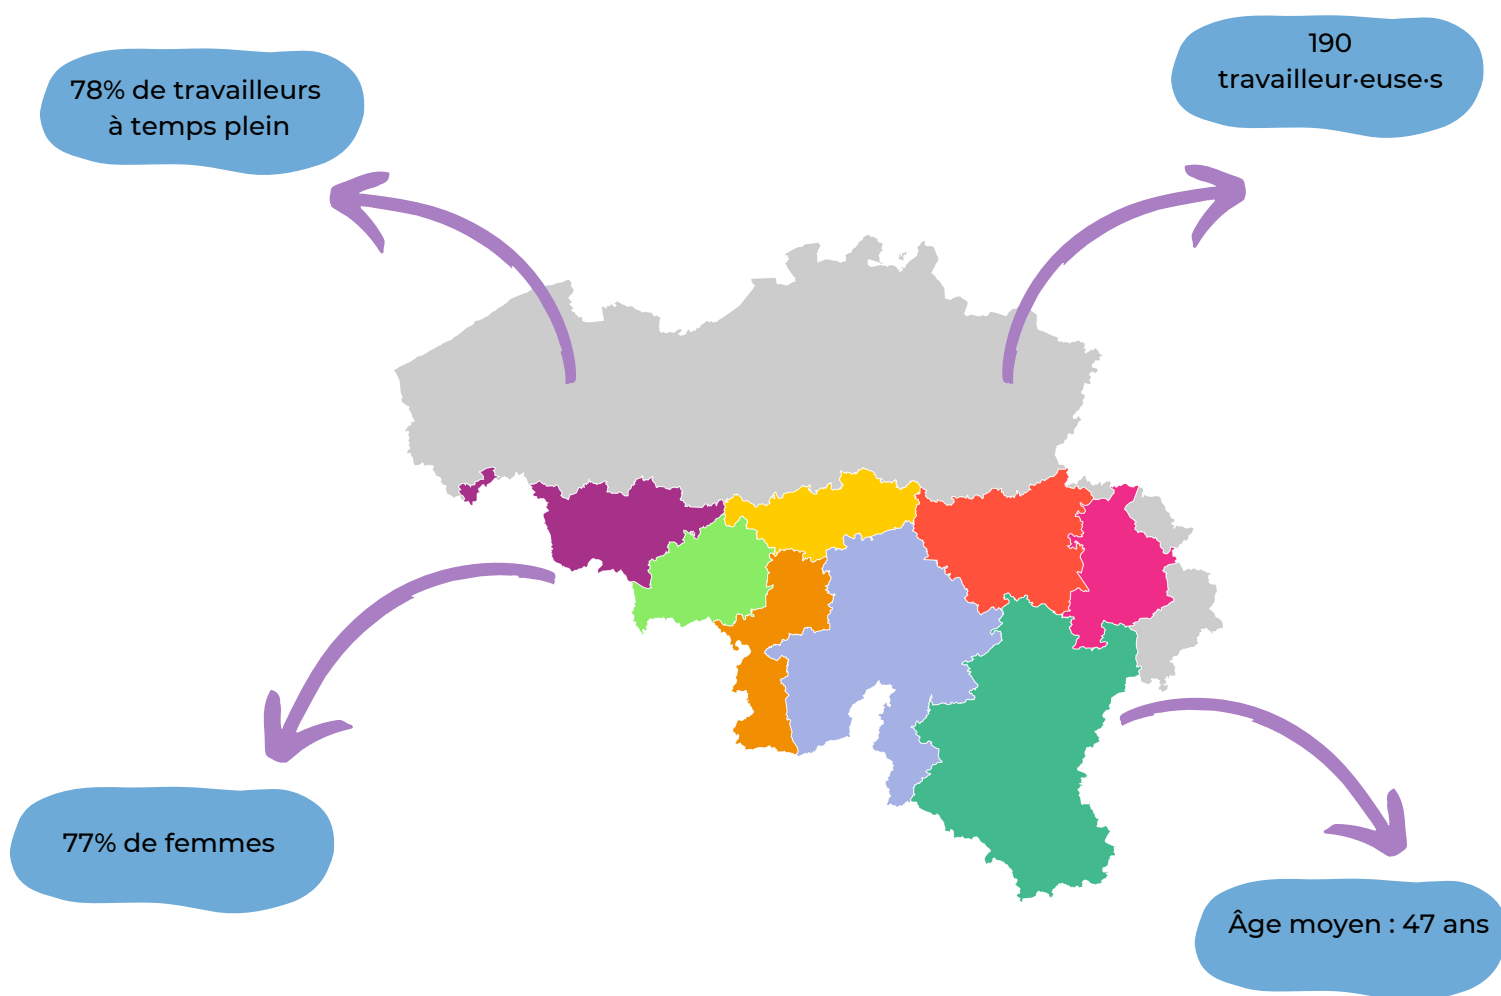 78% de travailleurs
à temps plein
190
travailleur·euse·s
77% de femmes
Âge moyen : 47 ans